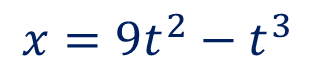 x = 9t² − t³